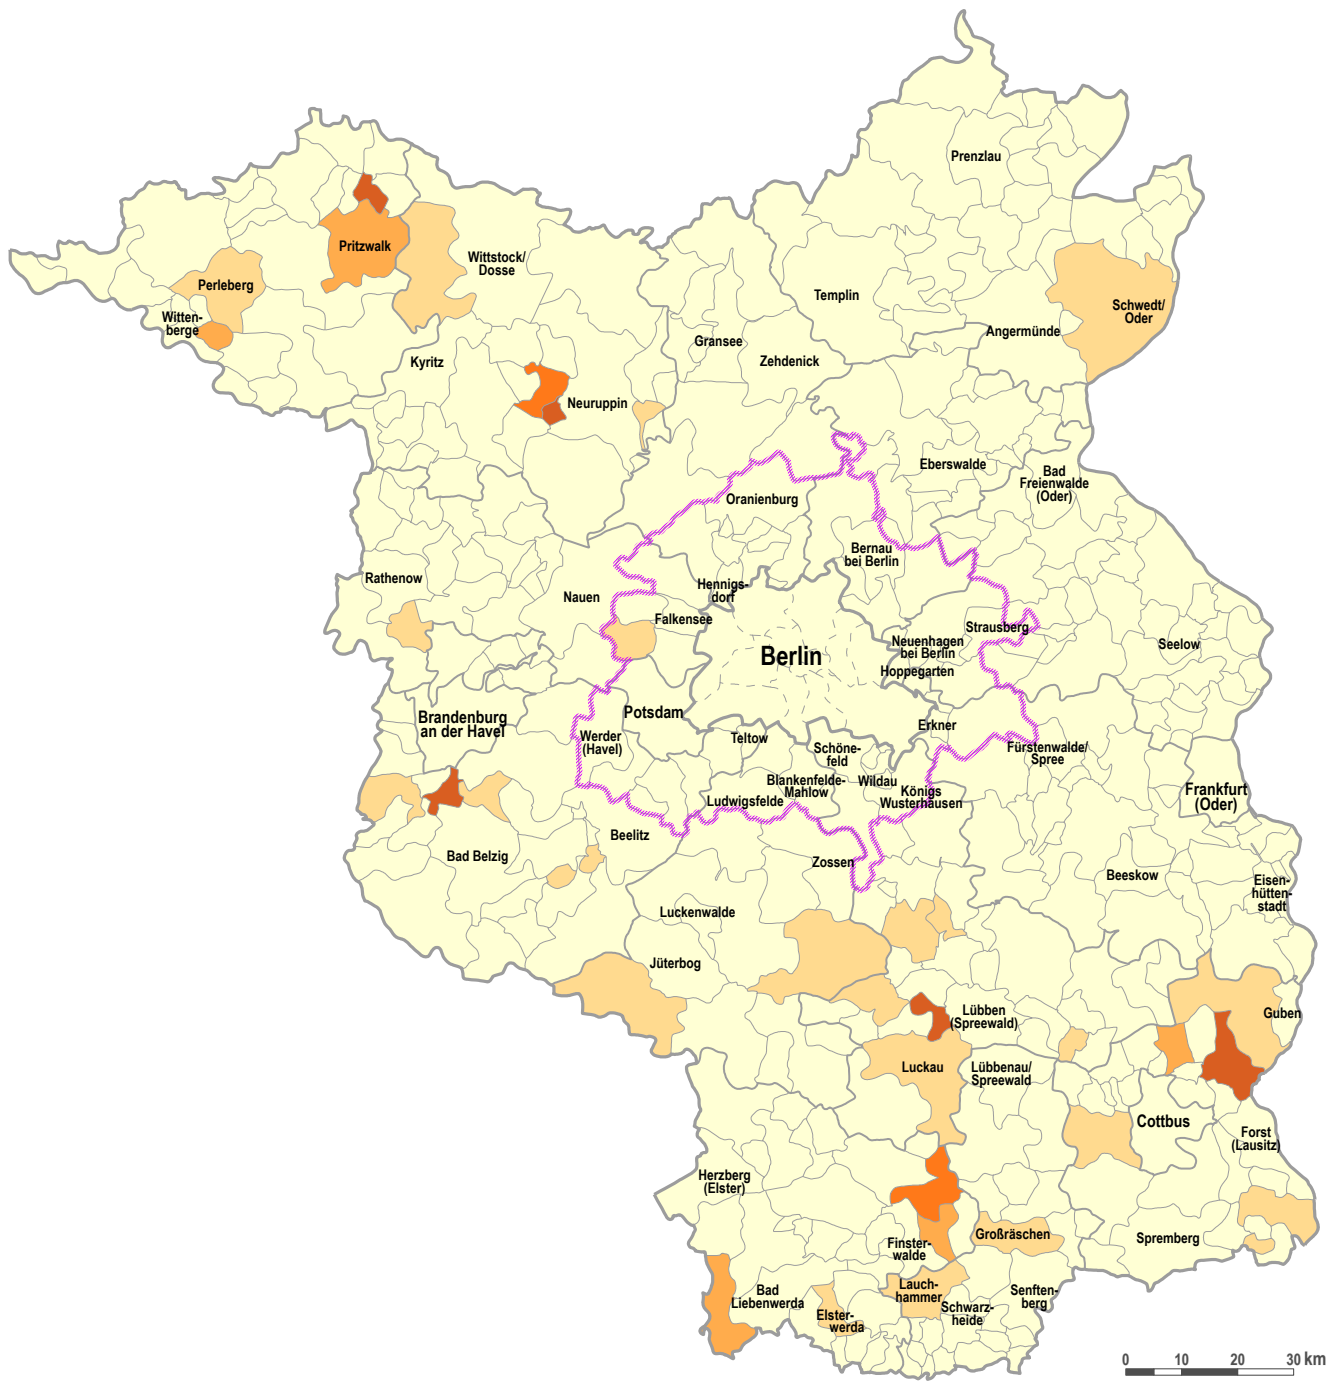 Prenzlau
Pritzwalk
Wittstock/
Dosse
Perleberg
Templin
Schwedt/
Oder
Witten-
berge
Angermünde
Gransee
Kyritz
Zehdenick
Neuruppin
Eberswalde
Bad
Freienwalde
(Oder)
Oranienburg
Bernau
bei Berlin
Rathenow
Hennigs-
dorf
Nauen
Falkensee
Strausberg
Neuenhagen
bei Berlin
Seelow
Berlin
Hoppegarten
Brandenburg
an der Havel
Potsdam
Erkner
Werder
(Havel)
Teltow
Schöne-
feld
Fürstenwalde/
Spree
Blankenfelde-
Mahlow
Wildau
Königs
Wusterhausen
Frankfurt
(Oder)
Ludwigsfelde
Beelitz
Bad Belzig
Zossen
Beeskow
Eisen-
hütten-
stadt
Luckenwalde
Jüterbog
Lübben
(Spreewald)
Guben
Luckau
Lübbenau/
Spreewald
Cottbus
Forst
(Lausitz)
Herzberg
(Elster)
Großräschen
Spremberg
Finster-
walde
Bad
Liebenwerda
Lauch-
hammer
Senften-
berg
Schwarz-
heide
Elster-
werda
0 10 20 30 km